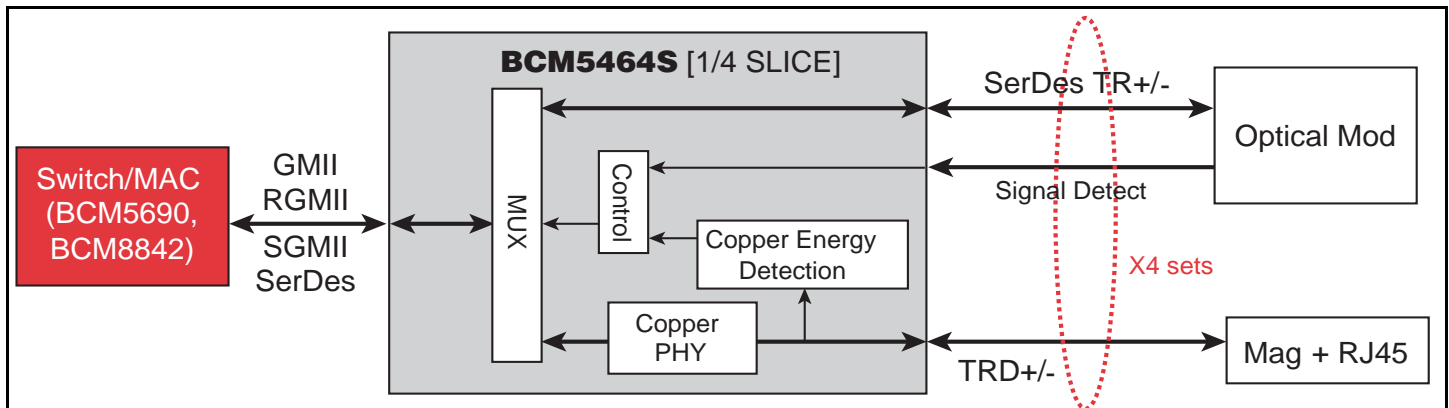 BCM5464S [1/4 SLICE]
SerDes TR+/-
Optical Mod
Signal Detect
Switch/MAC
(BCM5690,
BCM8842)
GMII
RGMII
SGMII
SerDes
MUX
Control
Copper Energy
Detection
X4 sets
Copper
PHY
TRD+/-
Mag + RJ45